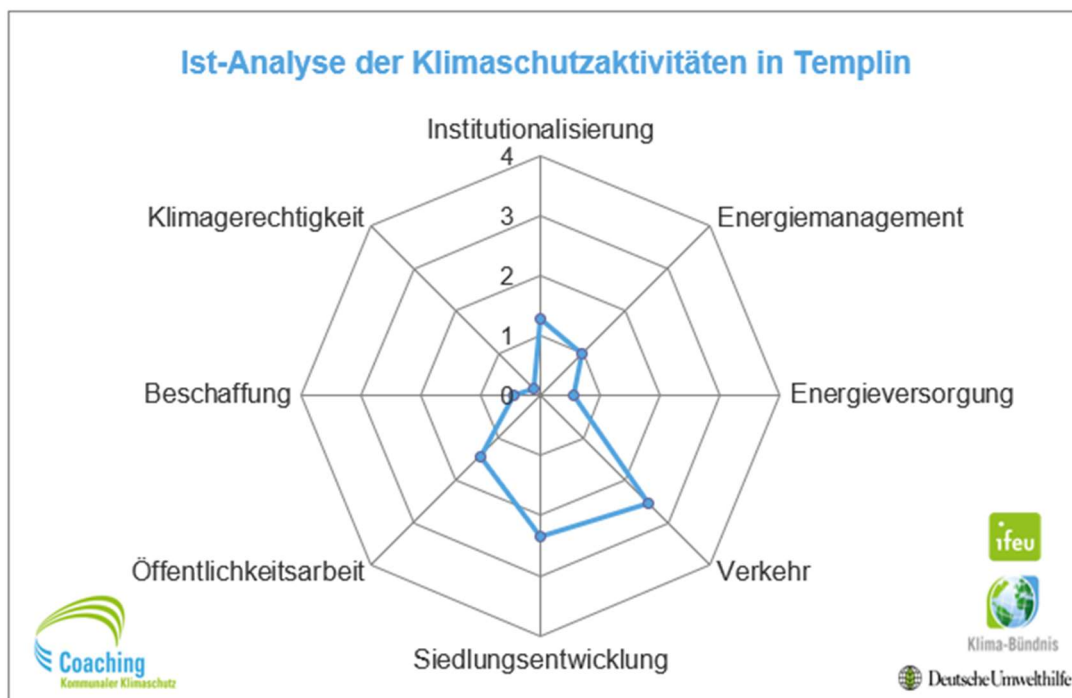 Ist-Analyse der Klimaschutzaktivitäten in Templin
Institutionalisierung
4
Klimagerechtigkeit
Energiemanagement
3
2
1
Beschaffung
0
Energieversorgung
Öffentlichkeitsarbeit
Verkehr
Siedlungsentwicklung
ifeu
Klima-Bündnis
Coaching
Kommunaler Klimaschutz
Deutsche Umwelthilfe